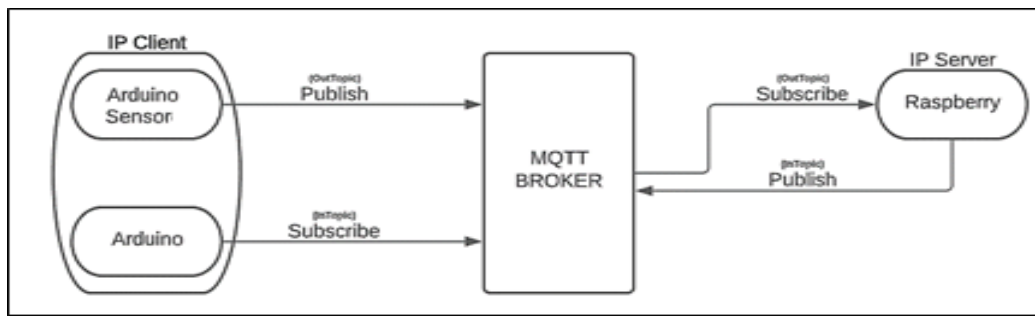 IP Client
Arduino
Sensor
(OutTopic)
Publish
Arduino
(InTopic)
Subscribe
MQTT
BROKER
(OutTopic)
Subscribe
(InTopic)
Publish
IP Server
Raspberry